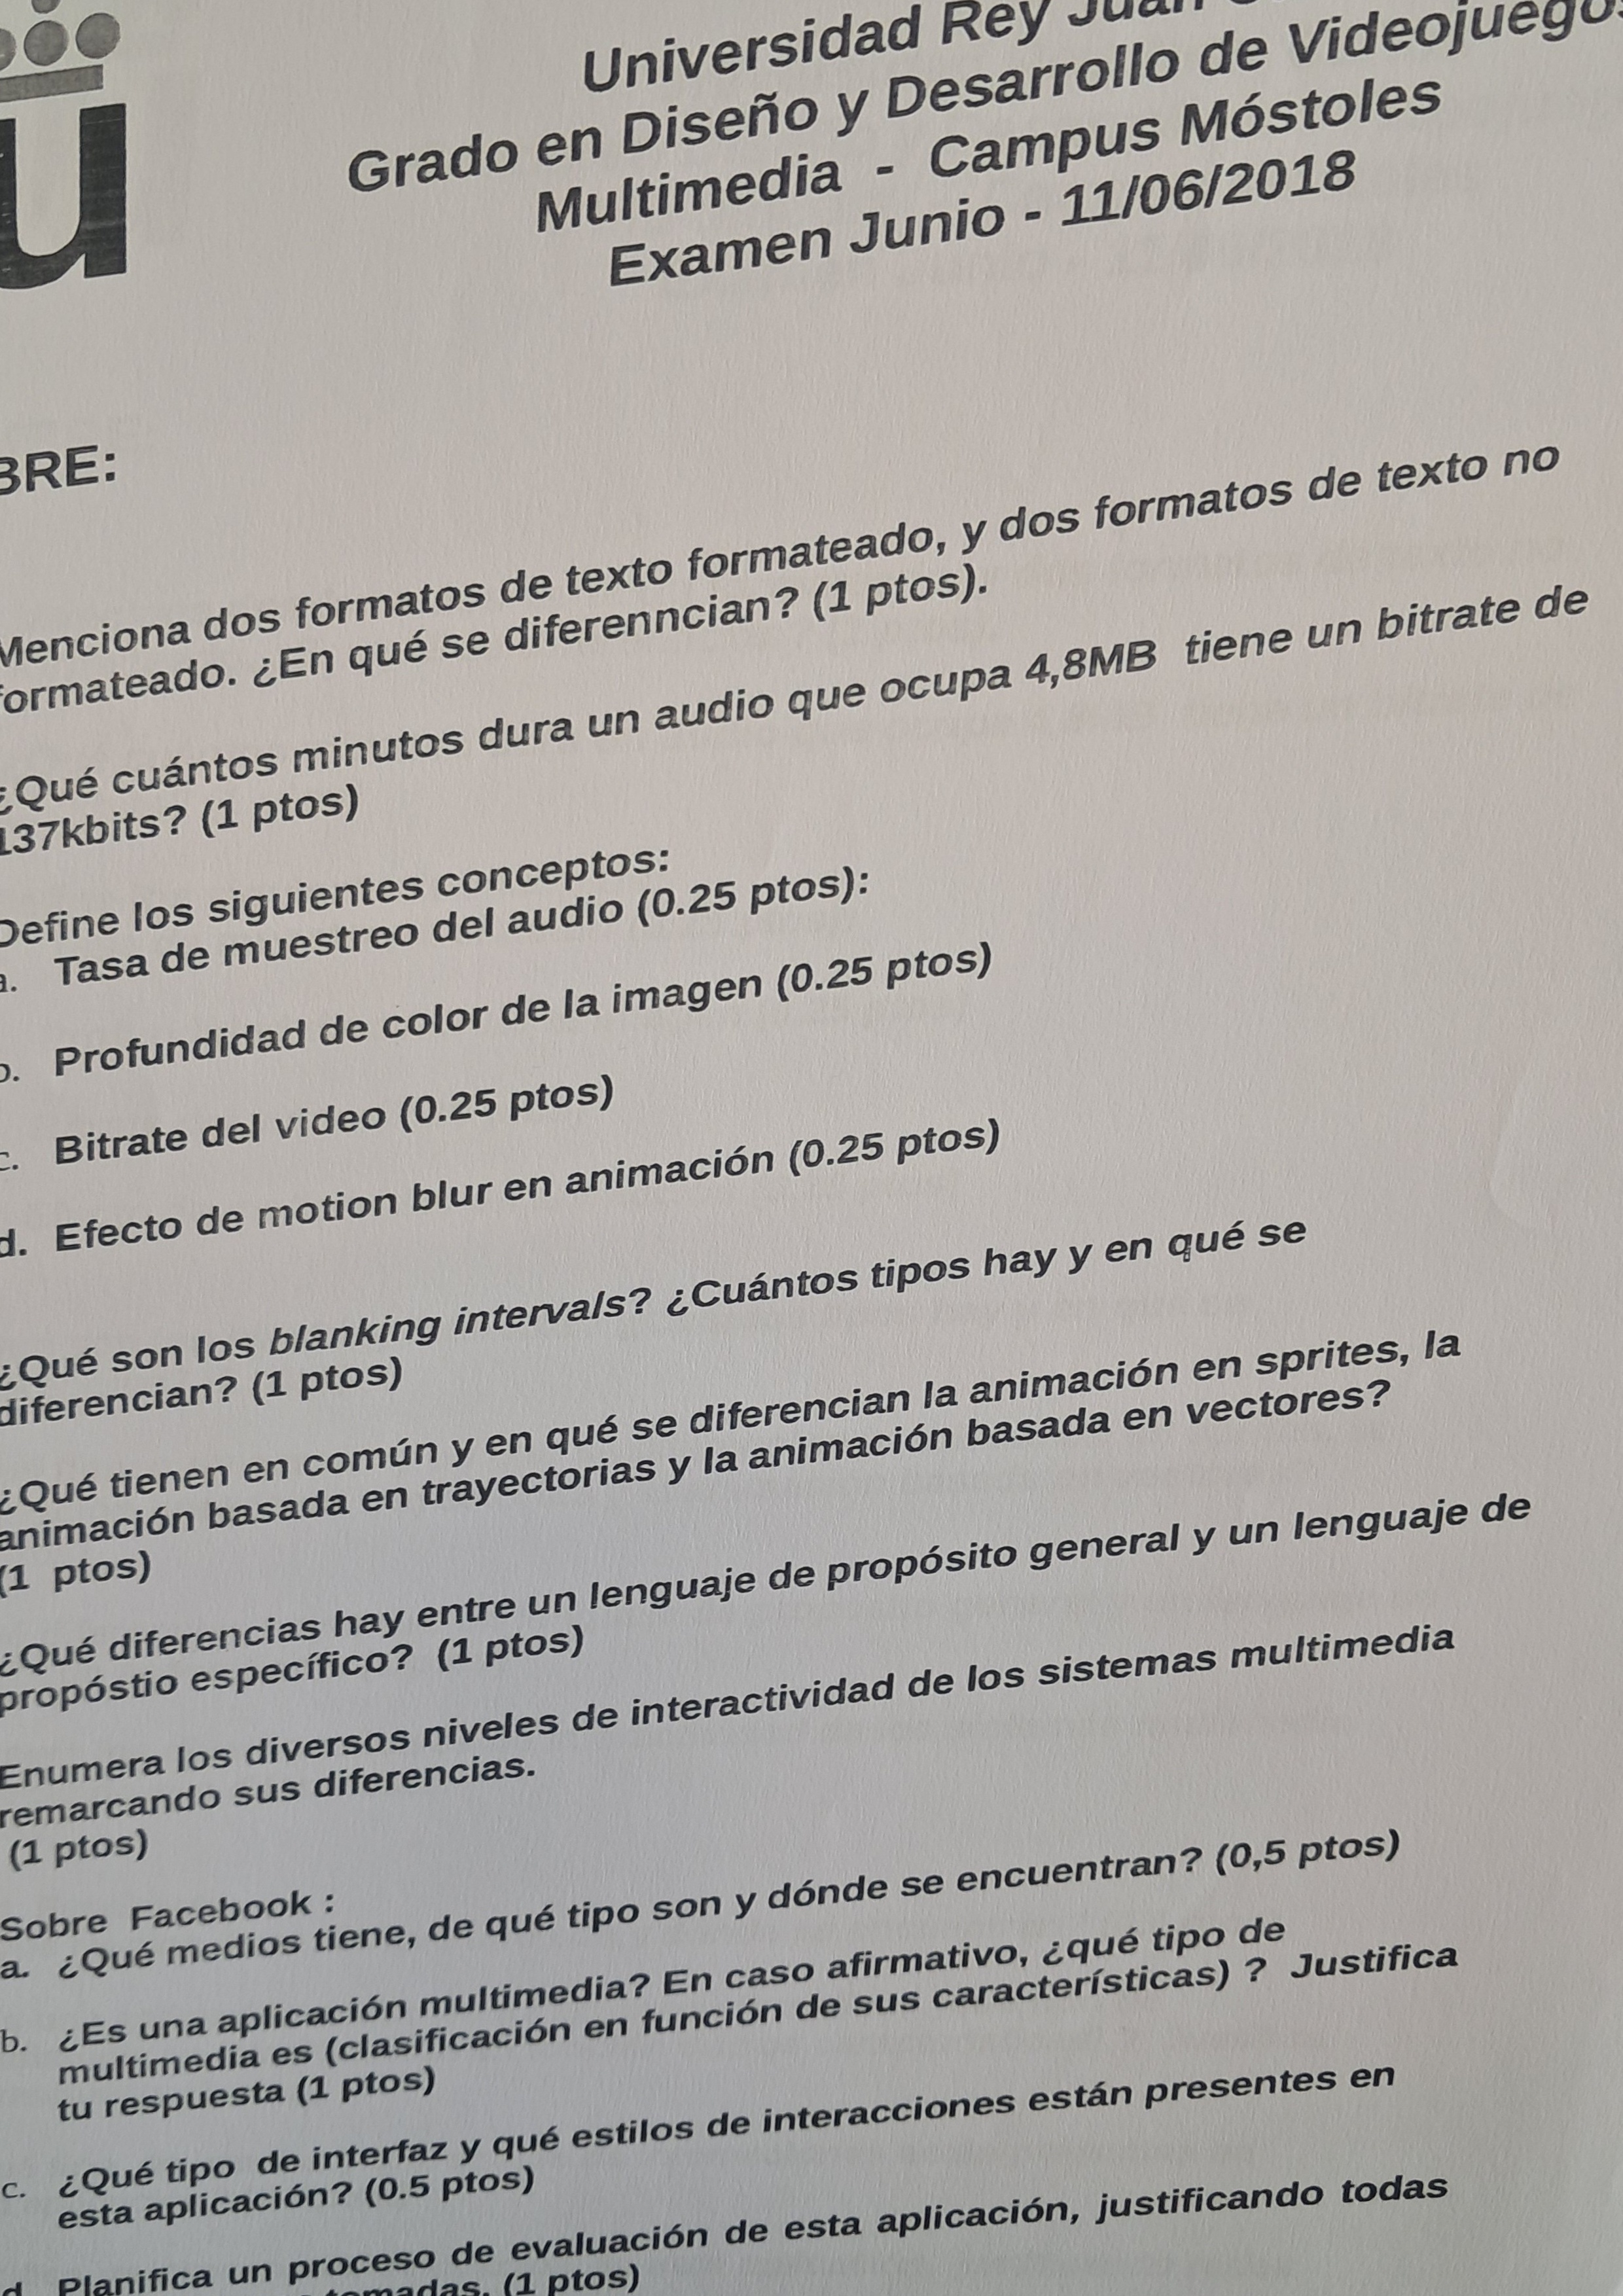 u
Universidad Rey Juan
Grado en Diseño y Desarrollo de Videojuegos
Multimedia - Campus Móstoles
Examen Junio - 11/06/2018
BRE:
Menciona dos formatos de texto formateado, y dos formatos de texto no
formateado. ¿En qué se diferenncian? (1 ptos).
¿Qué cuántos minutos dura un audio que ocupa 4,8MB tiene un bitrate de
137kbits? (1 ptos)
Define los siguientes conceptos:
a. Tasa de muestreo del audio (0.25 ptos):
b. Profundidad de color de la imagen (0.25 ptos)
c. Bitrate del video (0.25 ptos)
d. Efecto de motion blur en animación (0.25 ptos)
¿Qué son los blanking intervals? ¿Cuántos tipos hay y en qué se
diferencian? (1 ptos)
¿Qué tienen en común y en qué se diferencian la animación en sprites, la
animación basada en trayectorias y la animación basada en vectores?
(1 ptos)
¿Qué diferencias hay entre un lenguaje de propósito general y un lenguaje de
propóstio específico? (1 ptos)
Enumera los diversos niveles de interactividad de los sistemas multimedia
remarcando sus diferencias.
(1 ptos)
Sobre Facebook :
a. ¿Qué medios tiene, de qué tipo son y dónde se encuentran? (0,5 ptos)
b. ¿Es una aplicación multimedia? En caso afirmativo, ¿qué tipo de
multimedia es (clasificación en función de sus características) ? Justifica
tu respuesta (1 ptos)
c. ¿Qué tipo de interfaz y qué estilos de interacciones están presentes en
esta aplicación? (0.5 ptos)
d. Planifica un proceso de evaluación de esta aplicación, justificando todas
tomadas. (1 ptos)